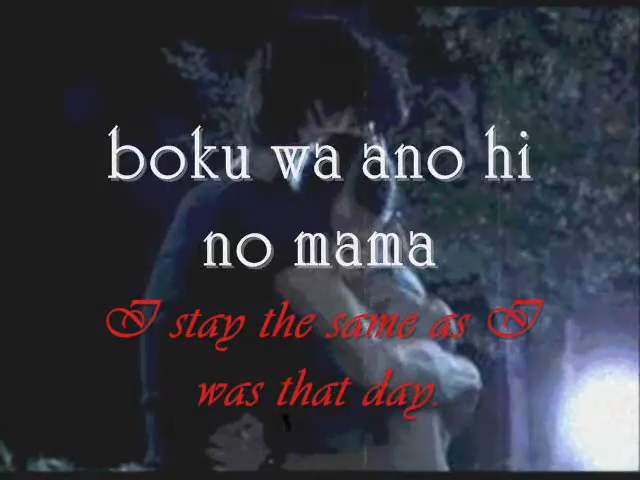 boku wa ano hi
no mama
I stay the same as I
was that day.